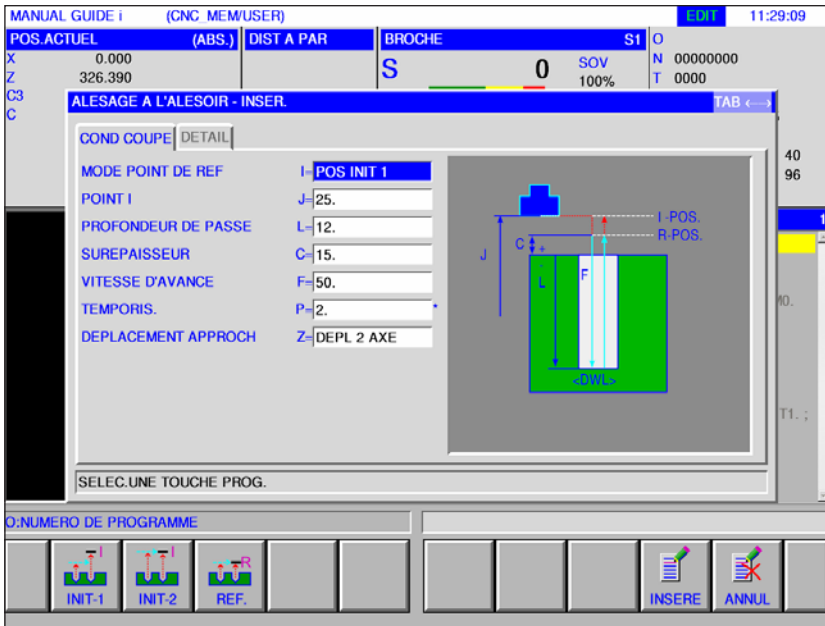 MANUAL GUIDE i (CNC_MEM/USER) EDIT 11:29:09
POS.ACTUEL (ABS.) DIST A PAR BROCHE S1 O
X 0.000 S 0 SOV N 00000000
Z 326.390 100% T 0000
C3
C
ALESAGE A L'ALESOIR - INSER. TAB ←→
COND COUPE DETAIL
MODE POINT DE REF I= POS INIT 1
POINT I J= 25.
PROFONDEUR DE PASSE L= 12.
SUREPAISSEUR C= 15.
VITESSE D'AVANCE F= 50.
TEMPORIS. P= 2. *
DEPLACEMENT APPROCH Z= DEPL 2 AXE
I -POS.
R-POS.
J
C
+
-
L
F
<DWL>
40
96
1
M0.
T1. ;
SELEC.UNE TOUCHE PROG.
O:NUMERO DE PROGRAMME
I
I
R
INIT-1 INIT-2 REF. INSERE ANNUL